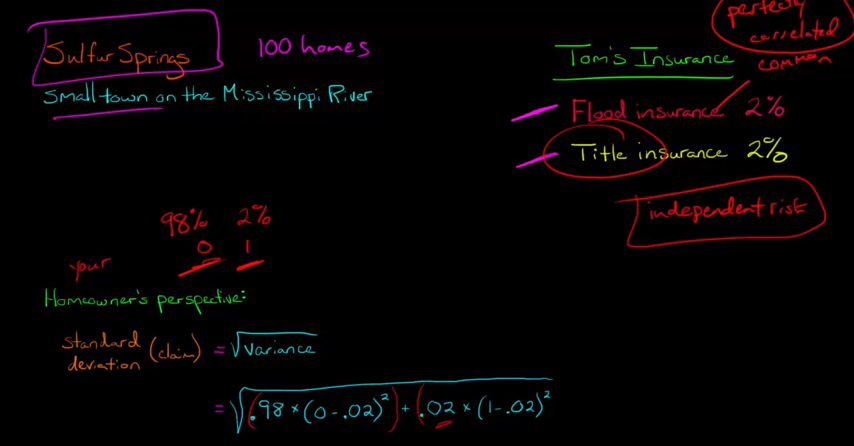 perfectly
correlated
common
Sulfur Springs 100 homes
Tom's Insurance
Small town on the Mississippi River
Flood insurance 2%
Title insurance 2%
independent risk
98% 2%
0 1
your
Homeowner's perspective:
standard deviation (claim) = √variance
= √(.98 × (0 - .02)²) + (.02 × (1 - .02)²